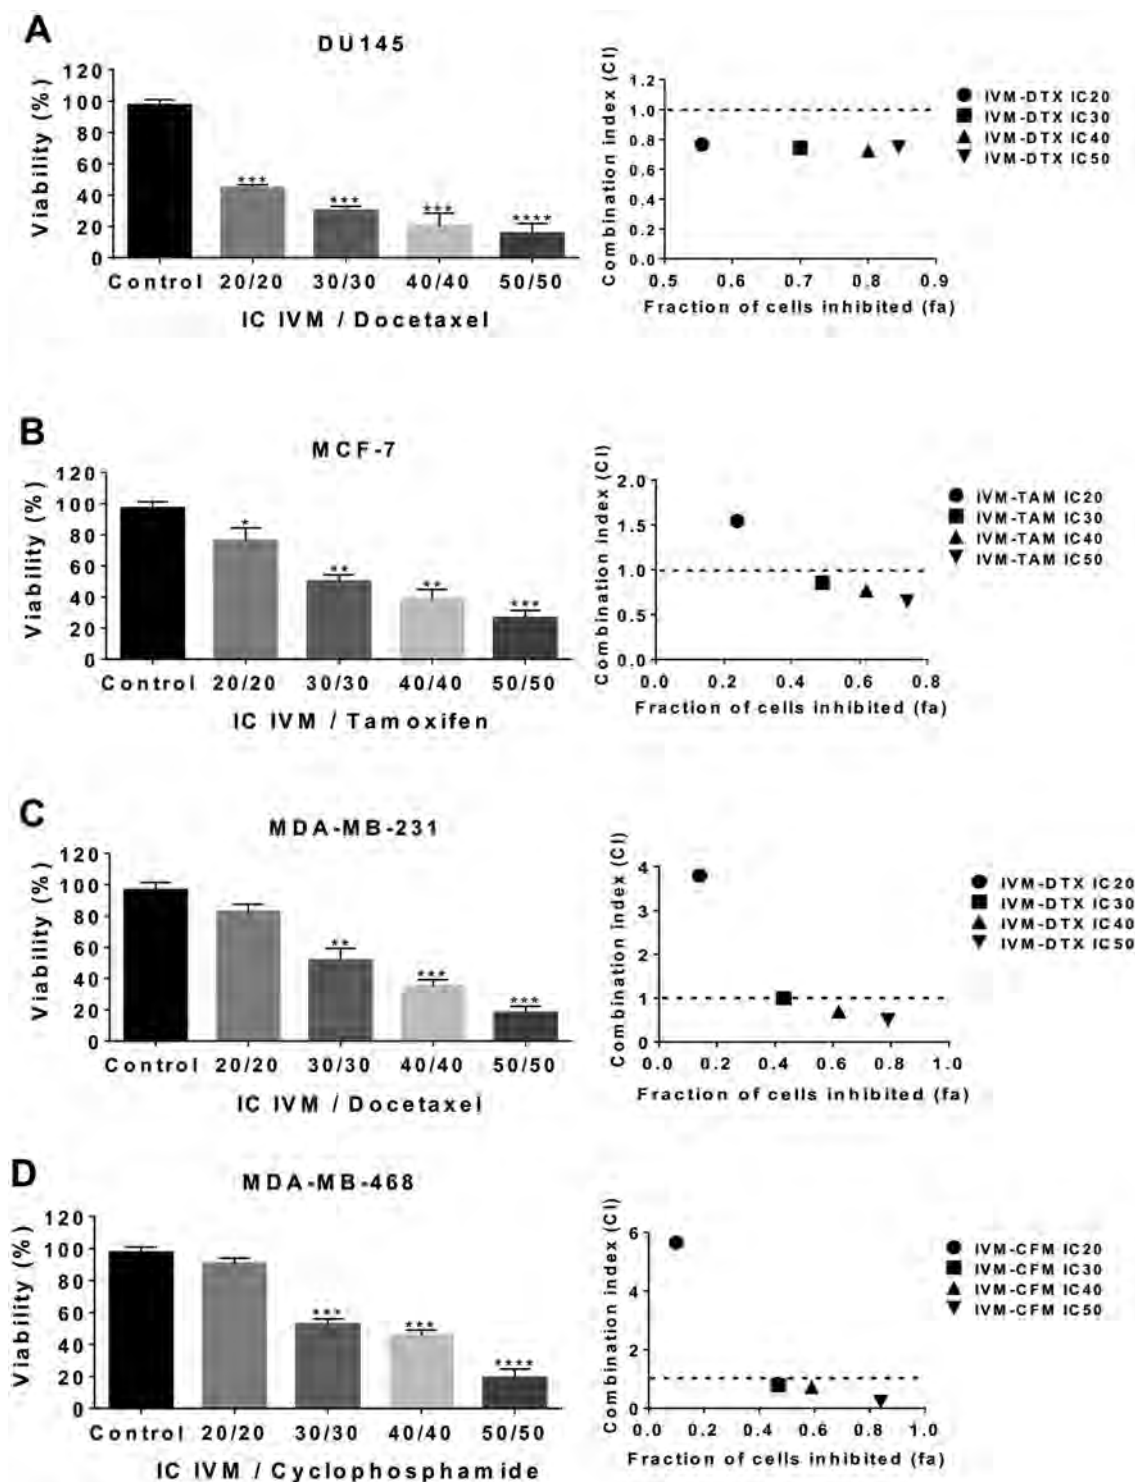 A
DU145
Viability (%)
120
100
80
60
40
20
0
***
***
***
****
Control 20/20 30/30 40/40 50/50
IC IVM / Docetaxel
Combination index (CI)
1.2
1.0
0.8
0.6
0.4
0.2
0.0
0.5 0.6 0.7 0.8 0.9
Fraction of cells inhibited (fa)
IVM-DTX IC20
IVM-DTX IC30
IVM-DTX IC40
IVM-DTX IC50
B
MCF-7
Viability (%)
120
100
80
60
40
20
0
*
**
**
***
Control 20/20 30/30 40/40 50/50
IC IVM / Tamoxifen
Combination index (CI)
2.0
1.5
1.0
0.5
0.0
0.0 0.2 0.4 0.6 0.8
Fraction of cells inhibited (fa)
IVM-TAM IC20
IVM-TAM IC30
IVM-TAM IC40
IVM-TAM IC50
C
MDA-MB-231
Viability (%)
120
100
80
60
40
20
0
**
***
***
Control 20/20 30/30 40/40 50/50
IC IVM / Docetaxel
Combination index (CI)
4
3
2
1
0
0.0 0.2 0.4 0.6 0.8 1.0
Fraction of cells inhibited (fa)
IVM-DTX IC20
IVM-DTX IC30
IVM-DTX IC40
IVM-DTX IC50
D
MDA-MB-468
Viability (%)
120
100
80
60
40
20
0
***
***
****
Control 20/20 30/30 40/40 50/50
IC IVM / Cyclophosphamide
Combination index (CI)
6
4
2
0
0.0 0.2 0.4 0.6 0.8 1.0
Fraction of cells inhibited (fa)
IVM-CFM IC20
IVM-CFM IC30
IVM-CFM IC40
IVM-CFM IC50